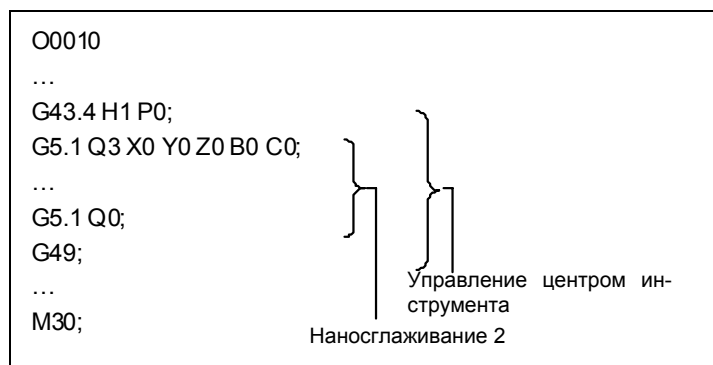 O0010
…
G43.4 H1 P0;
G5.1 Q3 X0 Y0 Z0 B0 C0;
…
G5.1 Q0;
G49;
…
M30;
Управление центром ин-
струмента
Наносглаживание 2